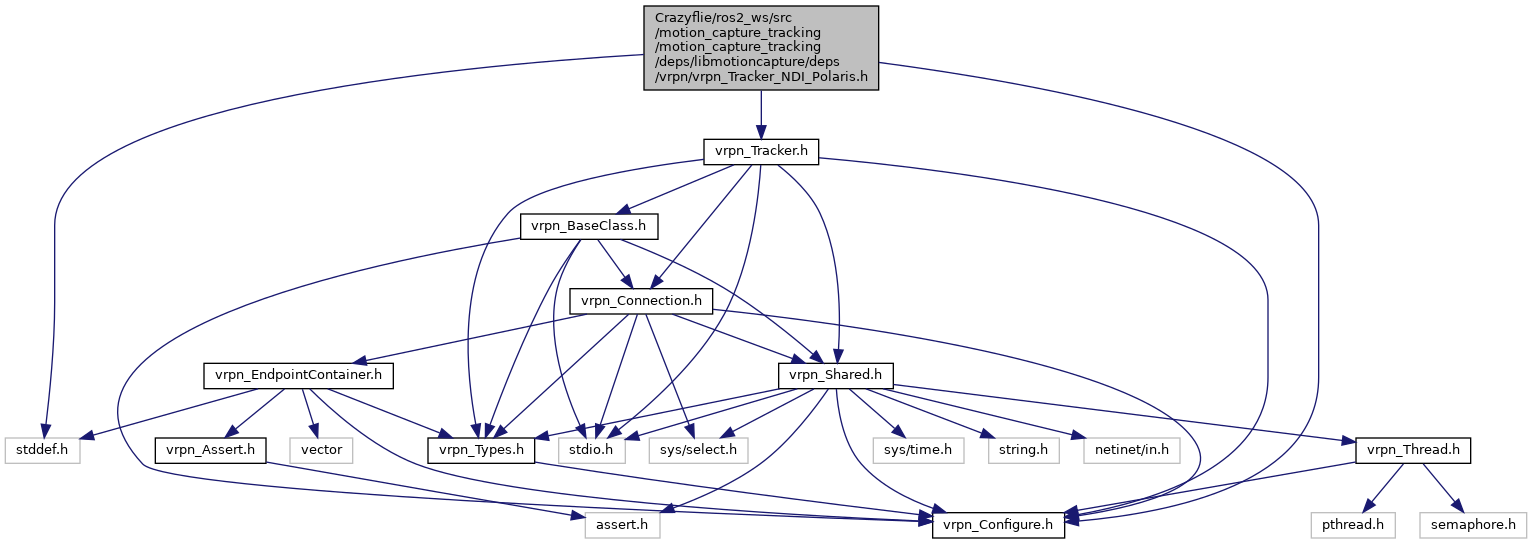 Crazyflie/ros2_ws/src
/motion_capture_tracking
/motion_capture_tracking
/deps/libmotioncapture/deps
/vrpn/vrpn_Tracker_NDI_Polaris.h
vrpn_Tracker.h
vrpn_BaseClass.h
vrpn_Connection.h
vrpn_EndpointContainer.h
vrpn_Shared.h
stddef.h
vrpn_Assert.h
vector
vrpn_Types.h
stdio.h
sys/select.h
sys/time.h
string.h
netinet/in.h
vrpn_Thread.h
assert.h
vrpn_Configure.h
pthread.h
semaphore.h